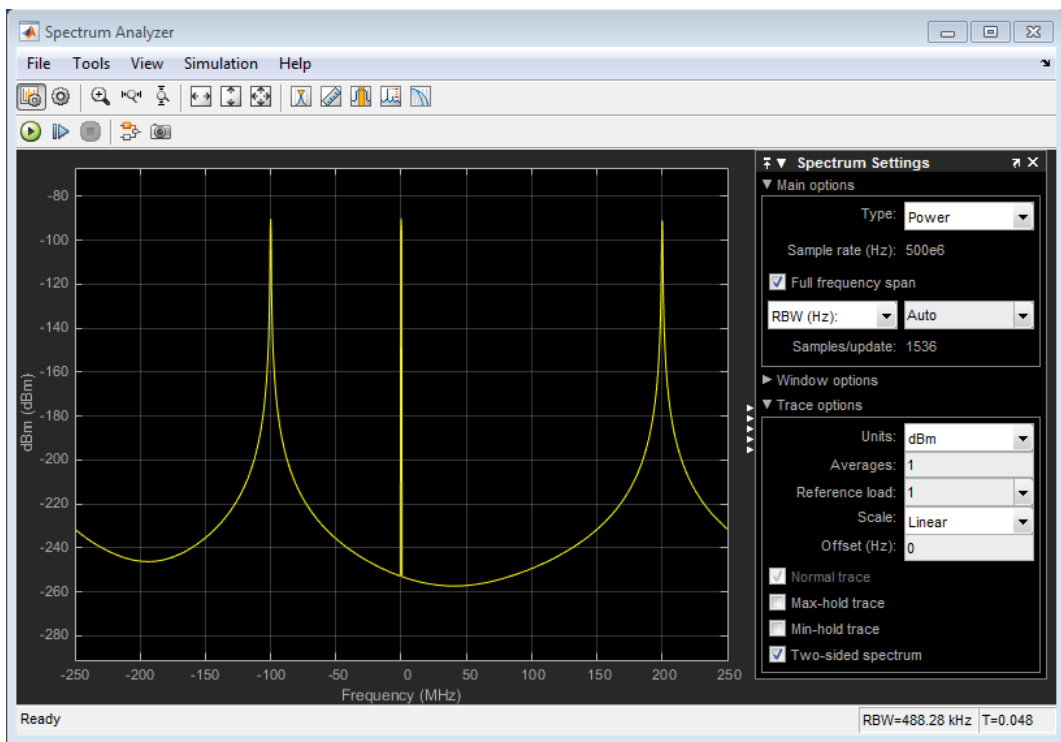 Spectrum Analyzer
File Tools View Simulation Help
-80
-100
-120
-140
-160
-180
-200
-220
-240
-260
-280
dBm (dBm)
-250 -200 -150 -100 -50 0 50 100 150 200 250
Frequency (MHz)
Spectrum Settings
Main options
Type: Power
Sample rate (Hz): 500e6
Full frequency span
RBW (Hz): Auto
Samples/update: 1536
Window options
Trace options
Units: dBm
Averages: 1
Reference load: 1
Scale: Linear
Offset (Hz): 0
Normal trace
Max-hold trace
Min-hold trace
Two-sided spectrum
Ready RBW=488.28 kHz T=0.048